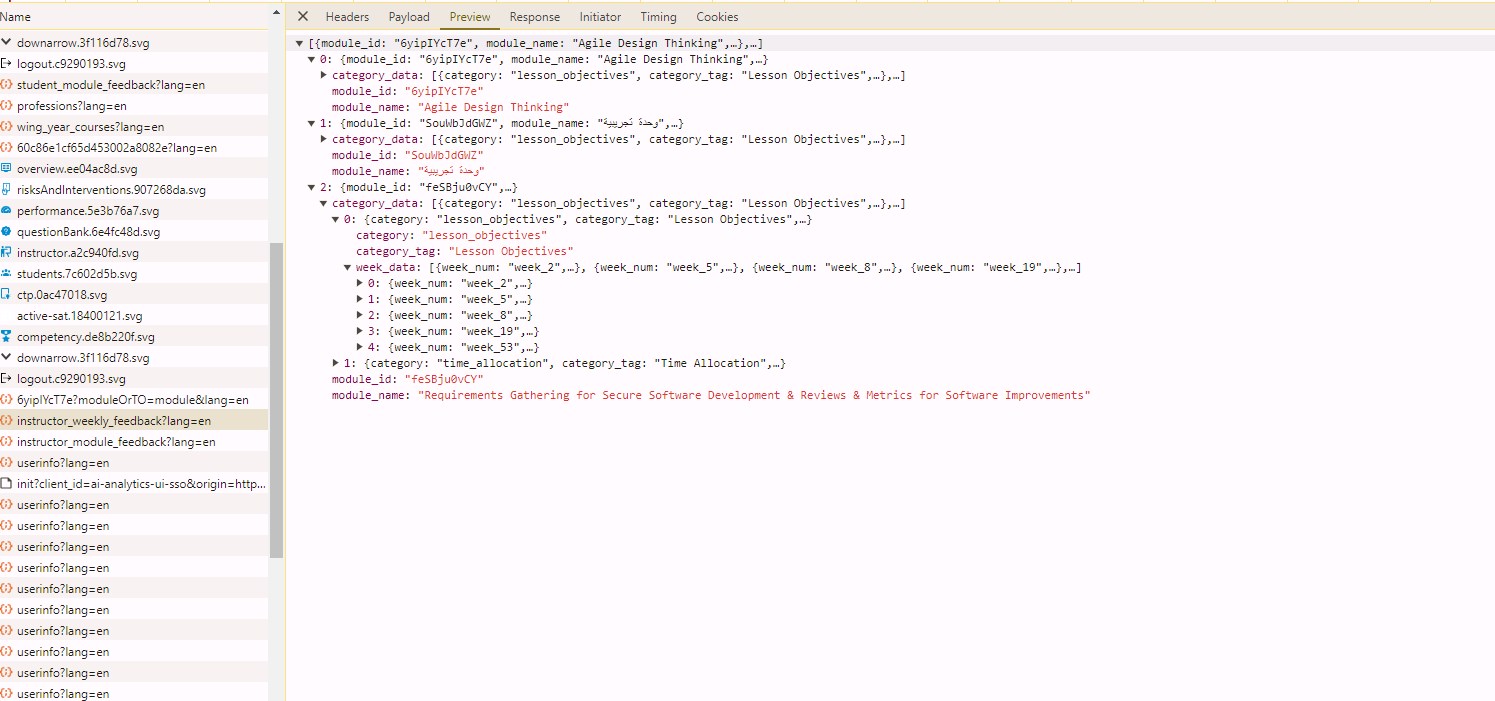 Name
downarrow.3f116d78.svg
logout.c9290193.svg
student_module_feedback?lang=en
professions?lang=en
wing_year_courses?lang=en
60c86e1cf65d453002a8082e?lang=en
overview.ee04ac8d.svg
risksAndInterventions.907268da.svg
performance.5e3b76a7.svg
questionBank.6e4fc48d.svg
instructor.a2c940fd.svg
students.7c602d5b.svg
ctp.0ac47018.svg
active-sat.18400121.svg
competency.de8b220f.svg
downarrow.3f116d78.svg
logout.c9290193.svg
6yipIYcT7e?moduleOrTO=module&lang=en
instructor_weekly_feedback?lang=en
instructor_module_feedback?lang=en
userinfo?lang=en
init?client_id=ai-analytics-ui-sso&origin=http...
userinfo?lang=en
userinfo?lang=en
userinfo?lang=en
userinfo?lang=en
userinfo?lang=en
userinfo?lang=en
userinfo?lang=en
userinfo?lang=en
userinfo?lang=en
userinfo?lang=en
Headers Payload Preview Response Initiator Timing Cookies
[{module_id: "6yipIYcT7e", module_name: "Agile Design Thinking",…},…]
0: {module_id: "6yipIYcT7e", module_name: "Agile Design Thinking",…}
category_data: [{category: "lesson_objectives", category_tag: "Lesson Objectives",…},…]
module_id: "6yipIYcT7e"
module_name: "Agile Design Thinking"
1: {module_id: "SouWbJdGWZ", module_name: "وحدة تجريبية",…}
category_data: [{category: "lesson_objectives", category_tag: "Lesson Objectives",…},…]
module_id: "SouWbJdGWZ"
module_name: "وحدة تجريبية"
2: {module_id: "feSBju0vCY",…}
category_data: [{category: "lesson_objectives", category_tag: "Lesson Objectives",…},…]
0: {category: "lesson_objectives", category_tag: "Lesson Objectives",…}
category: "lesson_objectives"
category_tag: "Lesson Objectives"
week_data: [{week_num: "week_2",…}, {week_num: "week_5",…}, {week_num: "week_8",…}, {week_num: "week_19",…},…]
0: {week_num: "week_2",…}
1: {week_num: "week_5",…}
2: {week_num: "week_8",…}
3: {week_num: "week_19",…}
4: {week_num: "week_53",…}
1: {category: "time_allocation", category_tag: "Time Allocation",…}
module_id: "feSBju0vCY"
module_name: "Requirements Gathering for Secure Software Development & Reviews & Metrics for Software Improvements"